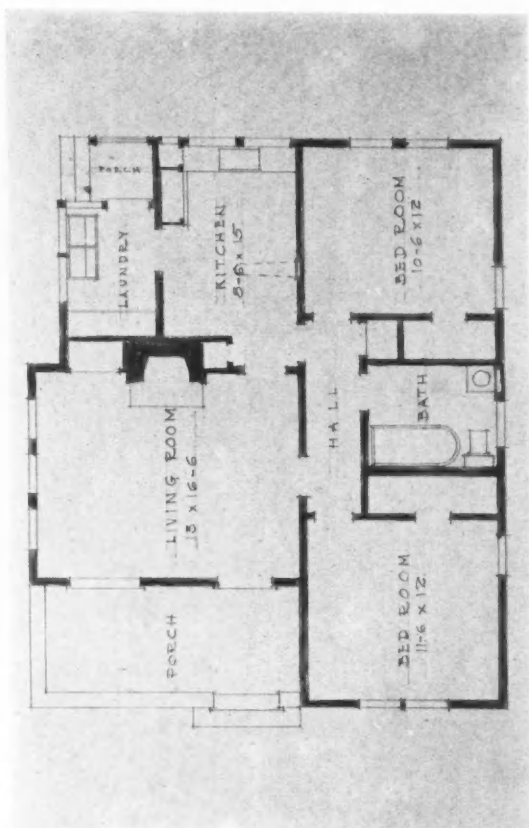 PORCH
LAUNDRY
KITCHEN
8-6 x 15
BED ROOM
10-6 x 12
HALL
BATH
LIVING ROOM
13 x 16-6
PORCH
BED ROOM
11-6 x 12